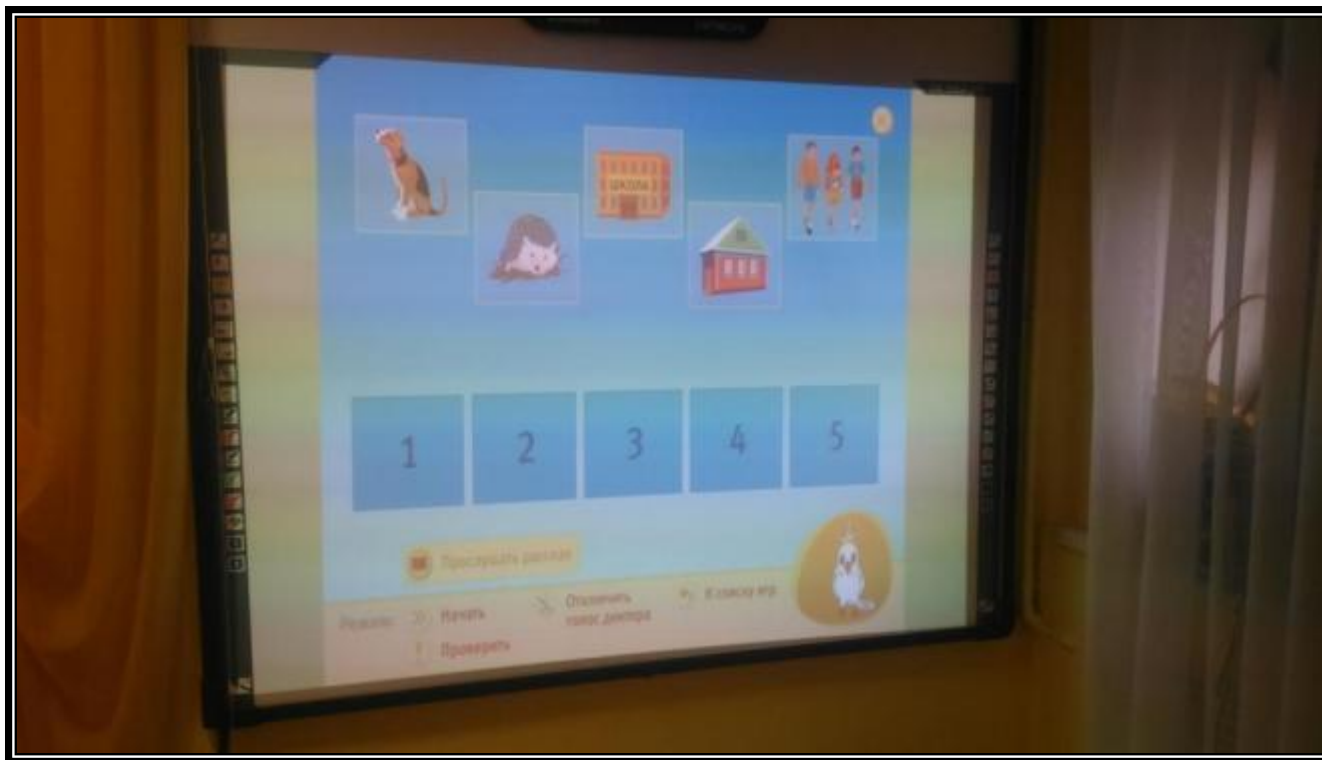 ШКОЛА
1 2 3 4 5
Прослушать рассказ
Режим: Начать Отключить К списку игр
голос диктора
Проверить